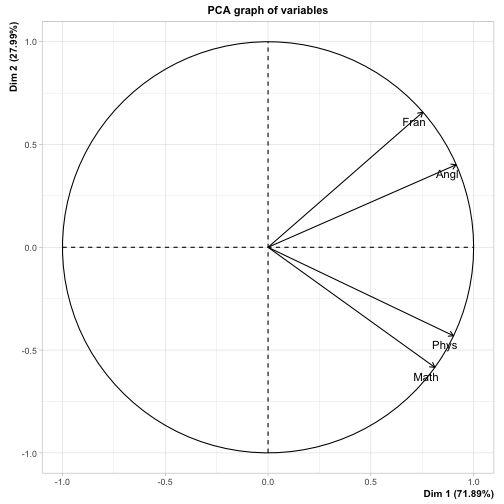 PCA graph of variables
Dim 2 (27.99%)
1.0
0.5
0.0
-0.5
-1.0
Fran
Angl
Phys
Math
-1.0 -0.5 0.0 0.5 1.0
Dim 1 (71.89%)